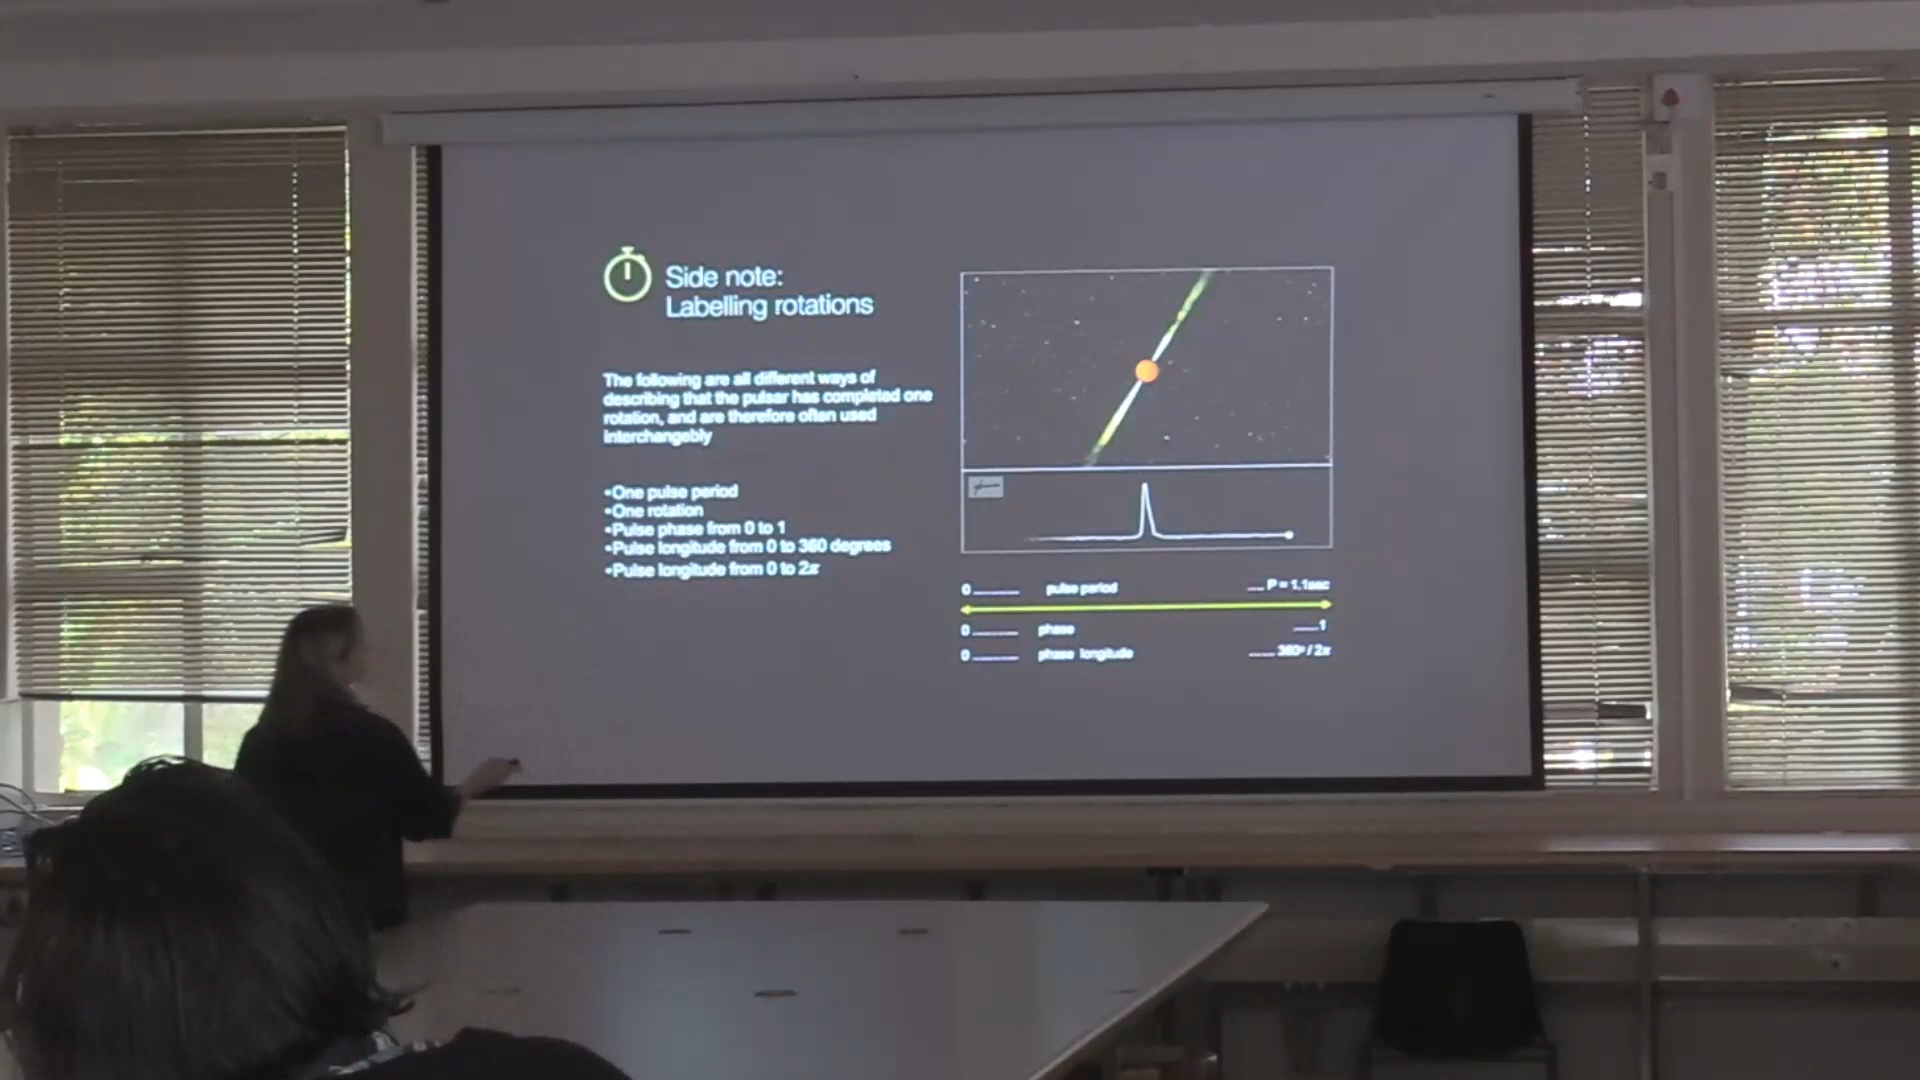 Side note:
Labelling rotations
The following are all different ways of
describing that the pulsar has completed one
rotation, and are therefore often used
interchangebly
•One pulse period
•One rotation
•Pulse phase from 0 to 1
•Pulse longitude from 0 to 360 degrees
•Pulse longitude from 0 to 2π
0 ........... pulse period .... P = 1.1sec
0 ........... phase ......1
0 ........... phase longitude ...... 360° / 2π